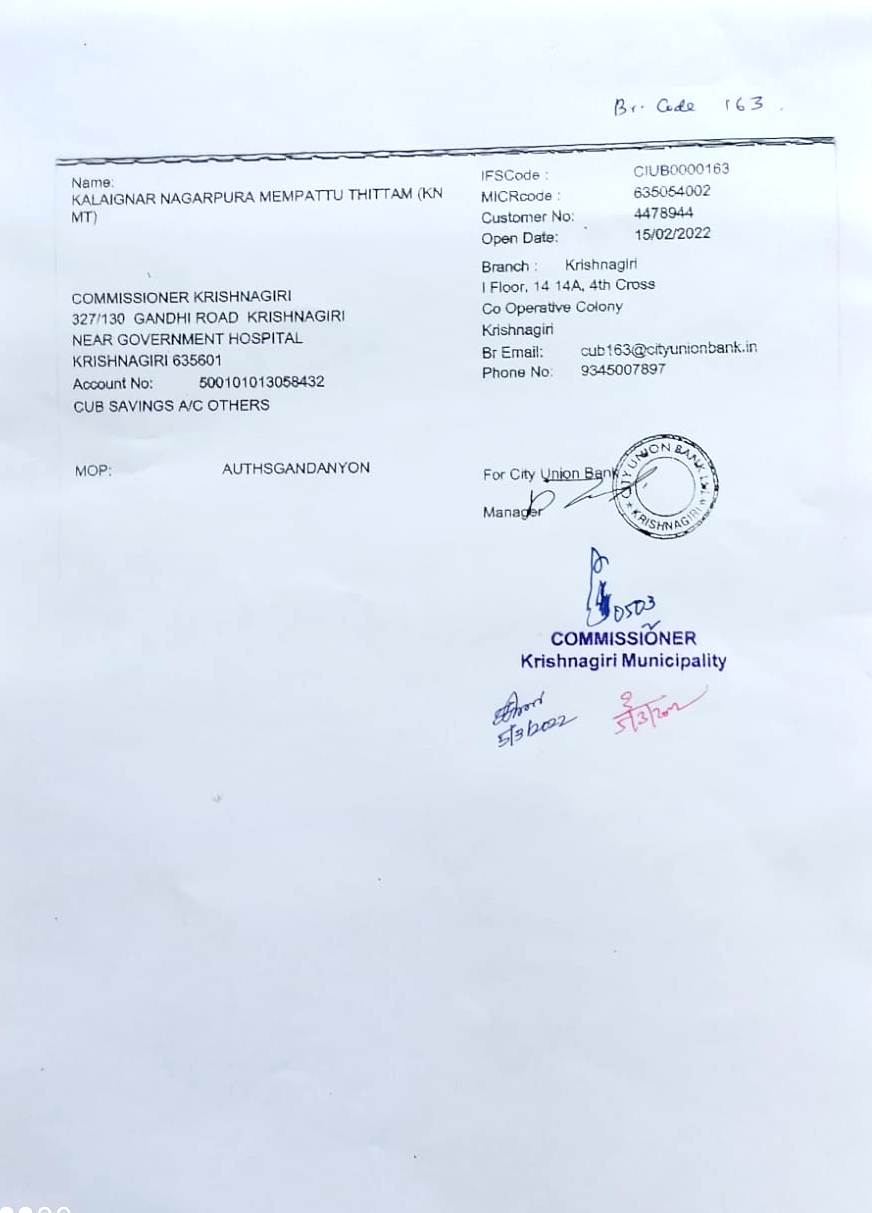 Br. Code 163.
Name:
KALAIGNAR NAGARPURA MEMPATTU THITTAM (KN
MT)
COMMISSIONER KRISHNAGIRI
327/130 GANDHI ROAD KRISHNAGIRI
NEAR GOVERNMENT HOSPITAL
KRISHNAGIRI 635601
Account No: 500101013058432
CUB SAVINGS A/C OTHERS
MOP: AUTHSGANDANYON
IFSCode : CIUB0000163
MICRcode : 635054002
Customer No: 4478944
Open Date: 15/02/2022
Branch : Krishnagiri
I Floor, 14 14A, 4th Cross
Co Operative Colony
Krishnagiri
Br Email: cub163@cityunionbank.in
Phone No: 9345007897
For City Union Bank
Manager
CITY UNION BANK LTD
KRISHNAGIRI
0503
COMMISSIONER
Krishnagiri Municipality
5/3/2022
5/3/2022